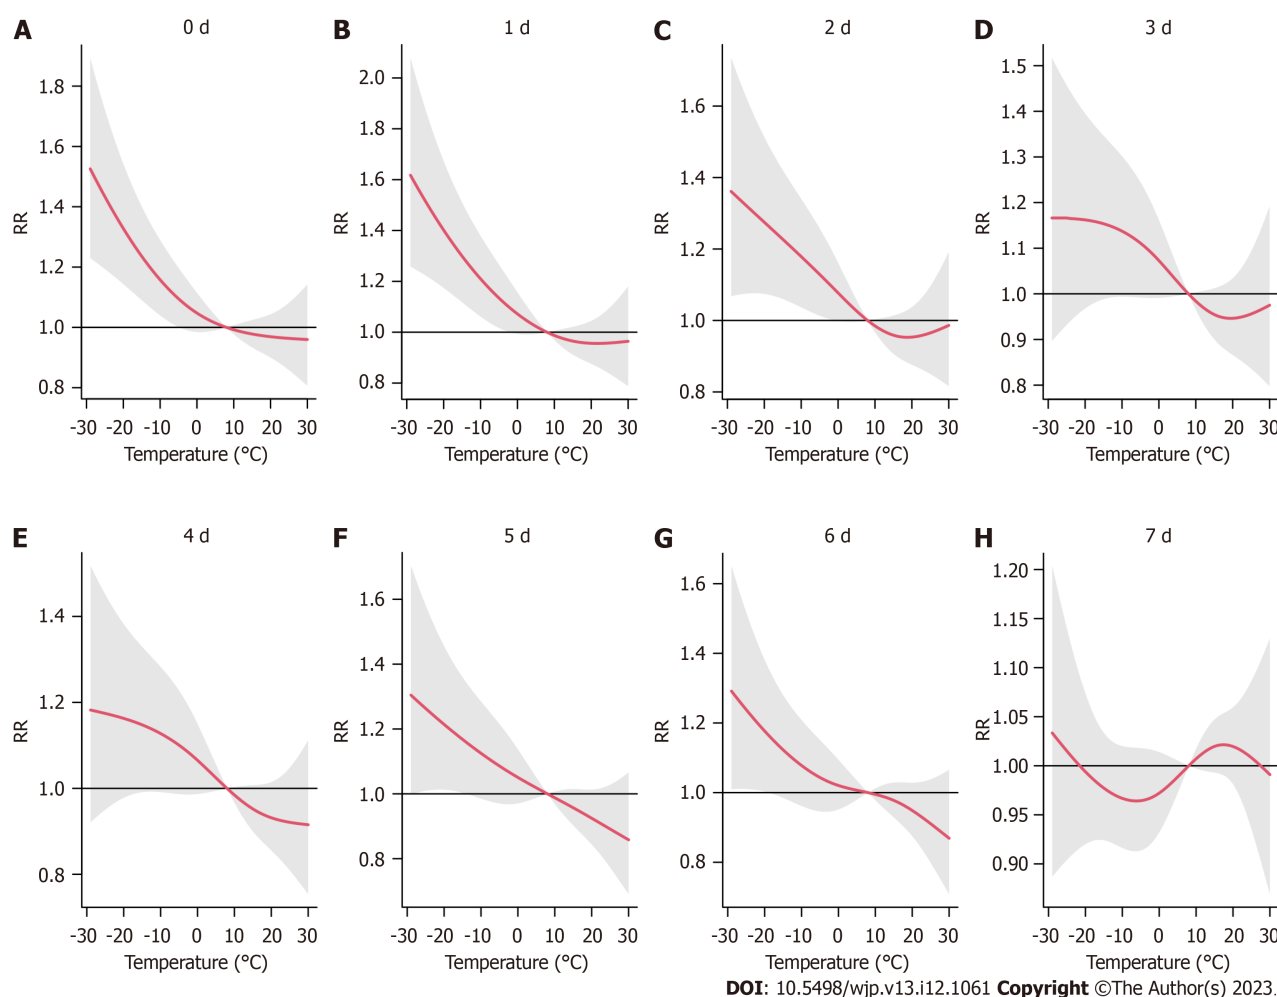 A 0 d B 1 d C 2 d D 3 d
RR 1.8 1.6 1.4 1.2 1.0 0.8
RR 2.0 1.8 1.6 1.4 1.2 1.0 0.8
RR 1.6 1.4 1.2 1.0 0.8
RR 1.5 1.4 1.3 1.2 1.1 1.0 0.9 0.8
-30 -20 -10 0 10 20 30 -30 -20 -10 0 10 20 30 -30 -20 -10 0 10 20 30 -30 -20 -10 0 10 20 30
Temperature (°C) Temperature (°C) Temperature (°C) Temperature (°C)
E 4 d F 5 d G 6 d H 7 d
RR 1.4 1.2 1.0 0.8
RR 1.6 1.4 1.2 1.0 0.8
RR 1.6 1.4 1.2 1.0 0.8
RR 1.20 1.15 1.10 1.05 1.00 0.95 0.90
-30 -20 -10 0 10 20 30 -30 -20 -10 0 10 20 30 -30 -20 -10 0 10 20 30 -30 -20 -10 0 10 20 30
Temperature (°C) Temperature (°C) Temperature (°C) Temperature (°C)
DOI: 10.5498/wjp.v13.i12.1061 Copyright ©The Author(s) 2023.